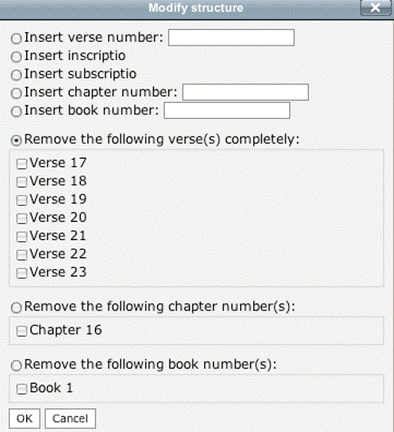 Modify structure
Insert verse number:
Insert inscriptio
Insert subscriptio
Insert chapter number:
Insert book number:
Remove the following verse(s) completely:
Verse 17
Verse 18
Verse 19
Verse 20
Verse 21
Verse 22
Verse 23
Remove the following chapter number(s):
Chapter 16
Remove the following book number(s):
Book 1
OK Cancel